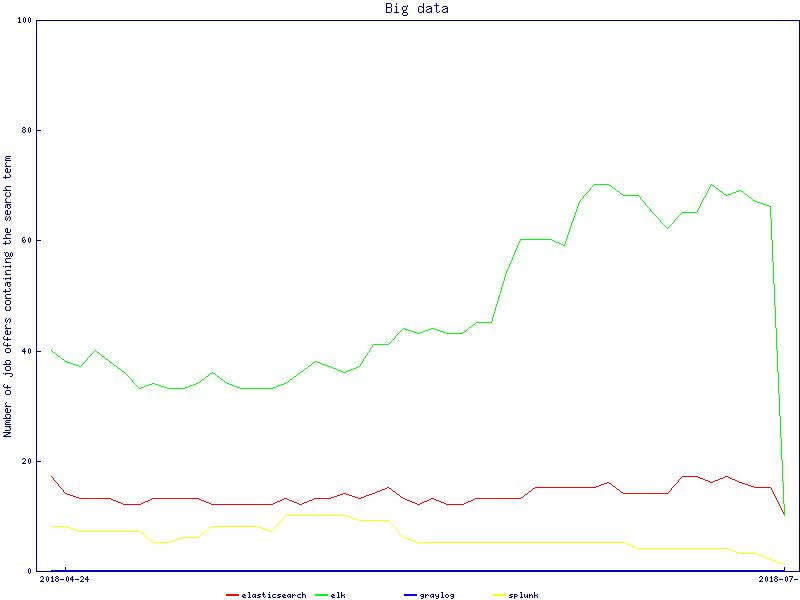 Big data
Number of job offers containing the search term
100
80
60
40
20
0
2018-04-24
2018-07-
elasticsearch
elk
graylog
splunk